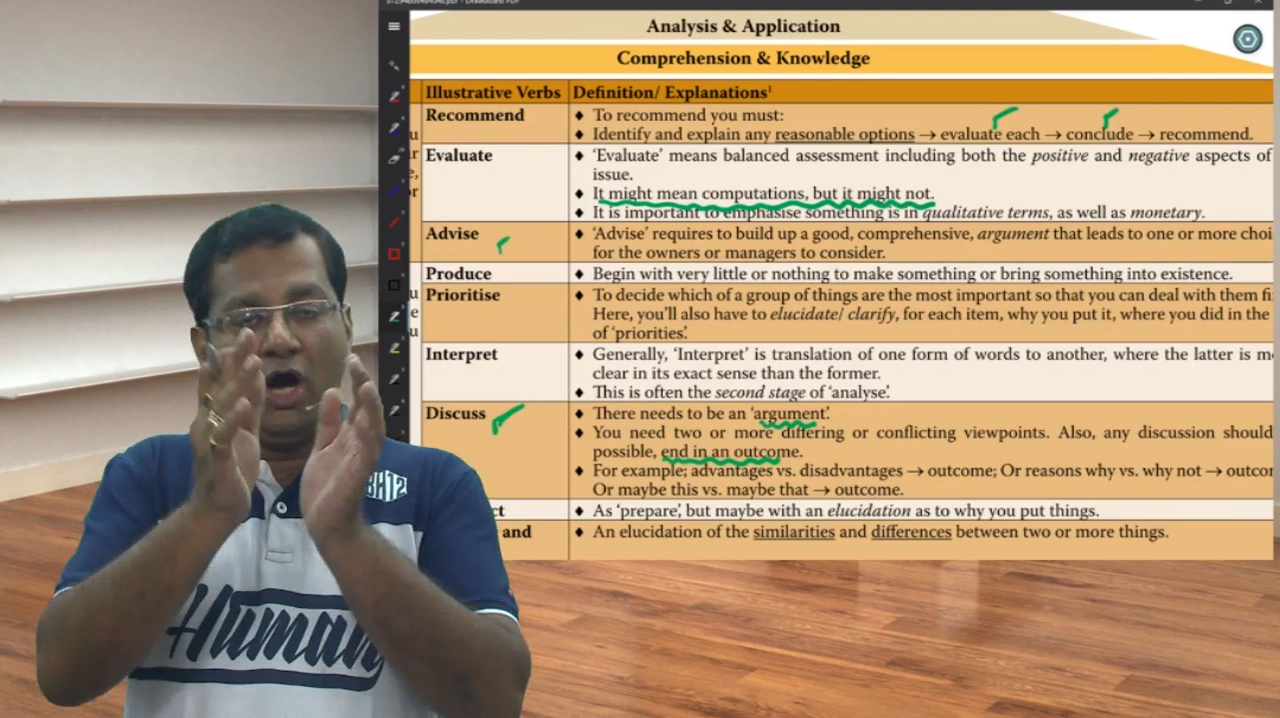 Analysis & Application
Comprehension & Knowledge
Illustrative Verbs Definition/ Explanations¹
Recommend
♦ To recommend you must:
♦ Identify and explain any reasonable options → evaluate each → conclude → recommend.
Evaluate
♦ 'Evaluate' means balanced assessment including both the positive and negative aspects of
issue.
♦ It might mean computations, but it might not.
♦ It is important to emphasise something is in qualitative terms, as well as monetary.
Advise
♦ 'Advise' requires to build up a good, comprehensive, argument that leads to one or more choi
for the owners or managers to consider.
Produce
♦ Begin with very little or nothing to make something or bring something into existence.
Prioritise
♦ To decide which of a group of things are the most important so that you can deal with them fi
Here, you'll also have to elucidate/ clarify, for each item, why you put it, where you did in the
of 'priorities.'
Interpret
♦ Generally, 'Interpret' is translation of one form of words to another, where the latter is m
clear in its exact sense than the former.
♦ This is often the second stage of 'analyse'.
Discuss
♦ There needs to be an 'argument'.
♦ You need two or more differing or conflicting viewpoints. Also, any discussion should
possible, end in an outcome.
♦ For example: advantages vs. disadvantages → outcome; Or reasons why vs. why not → outcor
Or maybe this vs. maybe that → outcome.
ct
♦ As 'prepare', but maybe with an elucidation as to why you put things.
and
♦ An elucidation of the similarities and differences between two or more things.
BH12
Human